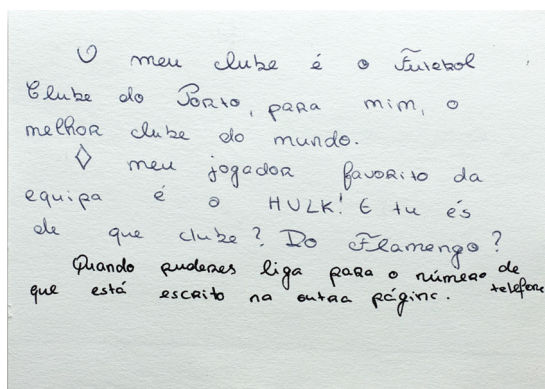 O meu clube é o Futebol
Clube do Porto, para mim, o
melhor clube do mundo.
O meu jogador favorito da
equipa é o HULK! E tu és
de que clube? Do Flamengo?
Quando puderes liga para o número de
que está escrito na outra página. telefone